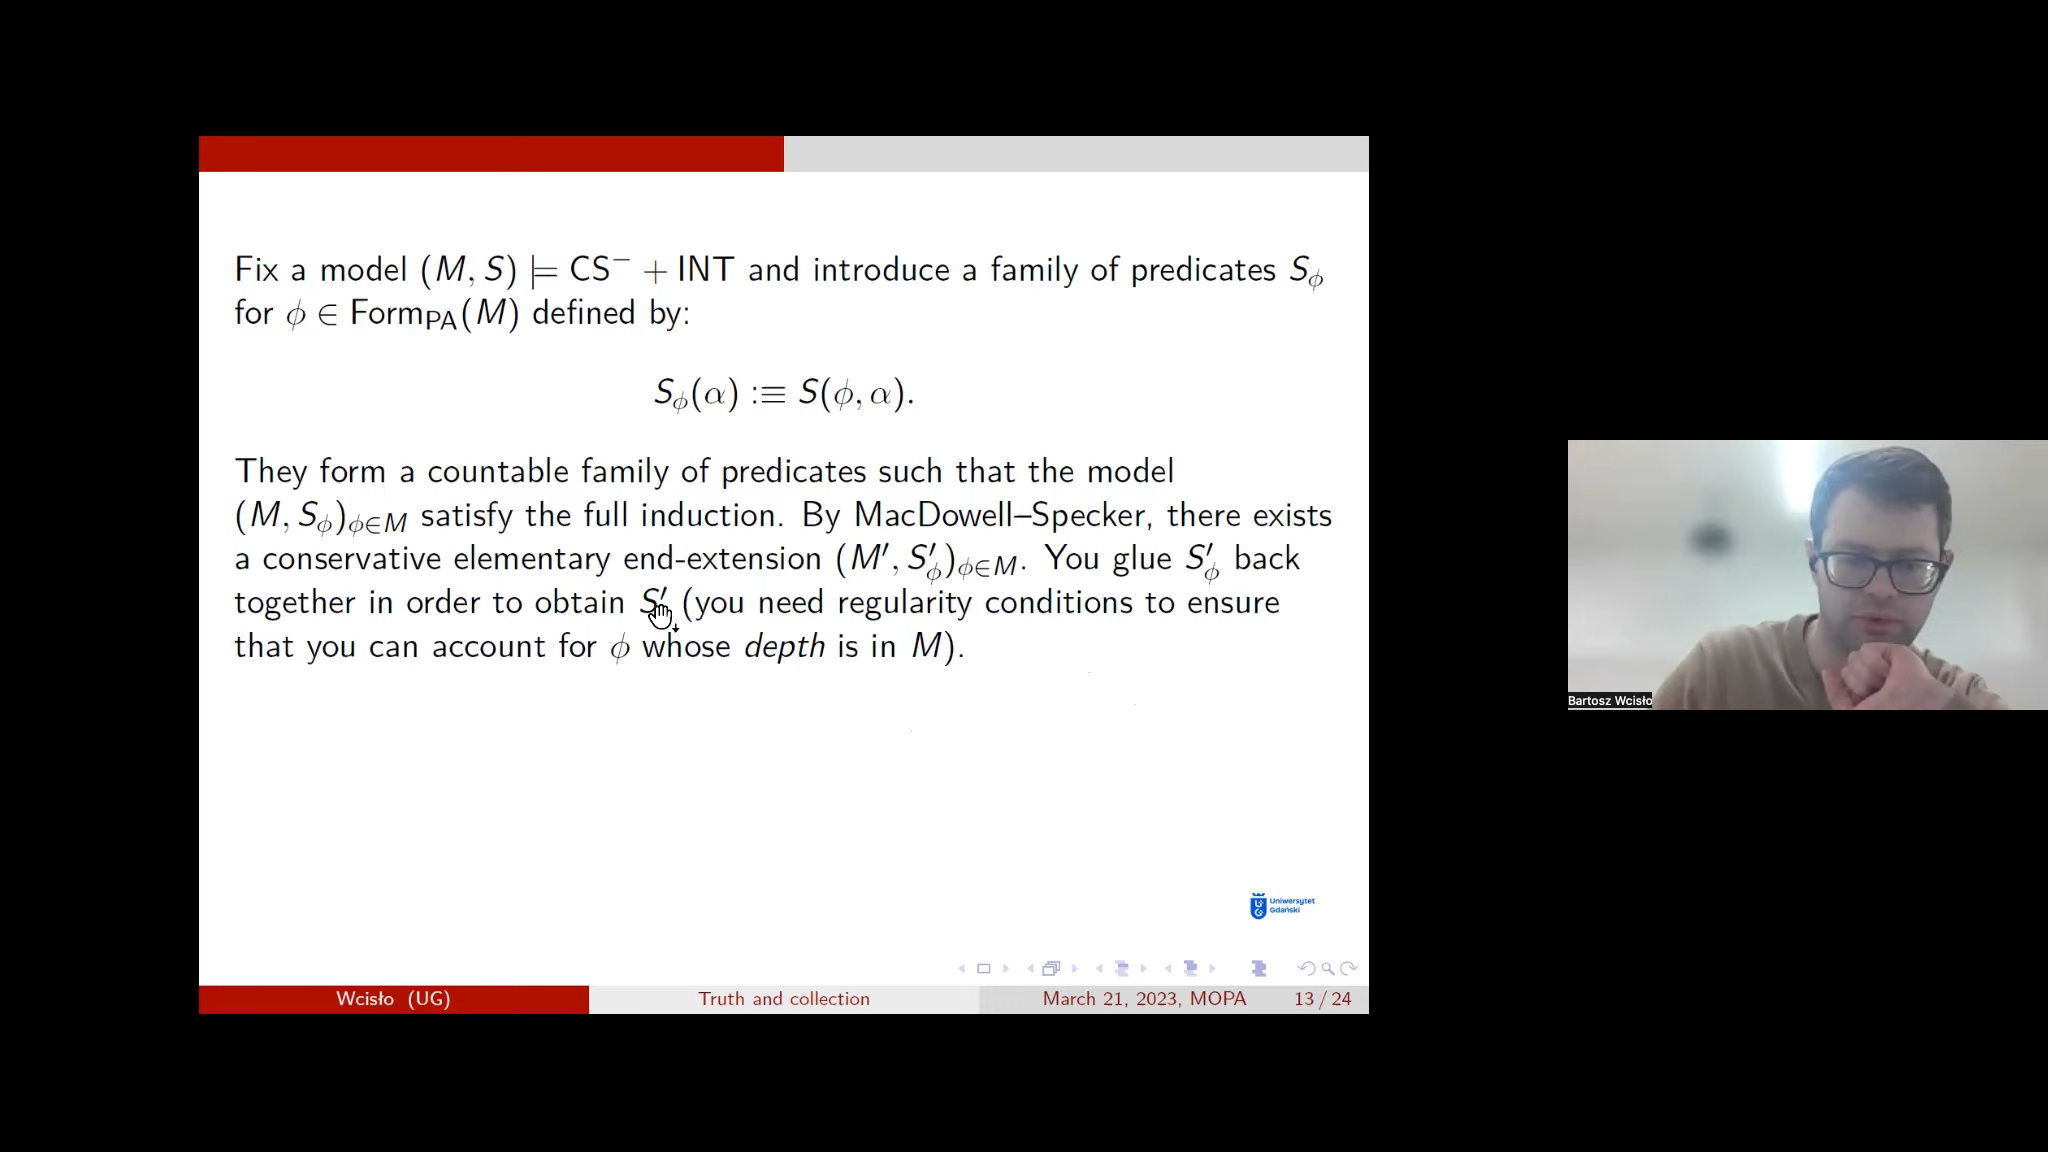 Fix a model (M, S) ⊨ CS⁻ + INT and introduce a family of predicates S_ϕ
for ϕ ∈ Form_PA(M) defined by:
S_ϕ(α) :≡ S(ϕ, α).
They form a countable family of predicates such that the model
(M, S_ϕ)_ϕ∈M satisfy the full induction. By MacDowell–Specker, there exists
a conservative elementary end-extension (M′, S′_ϕ)_ϕ∈M. You glue S′_ϕ back
together in order to obtain S′ (you need regularity conditions to ensure
that you can account for ϕ whose depth is in M).
Bartosz Wcisło
Uniwersytet
Gdański
Wcisło (UG)
Truth and collection
March 21, 2023, MOPA
13 / 24